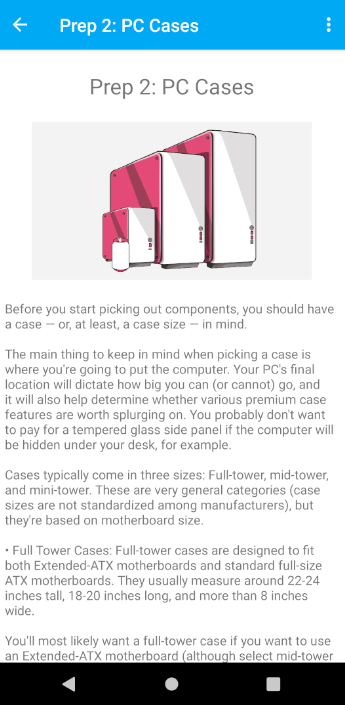 Prep 2: PC Cases
Prep 2: PC Cases
Before you start picking out components, you should have
a case — or, at least, a case size — in mind.
The main thing to keep in mind when picking a case is
where you're going to put the computer. Your PC's final
location will dictate how big you can (or cannot) go, and
it will also help determine whether various premium case
features are worth splurging on. You probably don't want
to pay for a tempered glass side panel if the computer will
be hidden under your desk, for example.
Cases typically come in three sizes: Full-tower, mid-tower,
and mini-tower. These are very general categories (case
sizes are not standardized among manufacturers), but
they're based on motherboard size.
• Full Tower Cases: Full-tower cases are designed to fit
both Extended-ATX motherboards and standard full-size
ATX motherboards. They usually measure around 22-24
inches tall, 18-20 inches long, and more than 8 inches
wide.
You'll most likely want a full-tower case if you want to use
an Extended-ATX motherboard (although select mid-tower